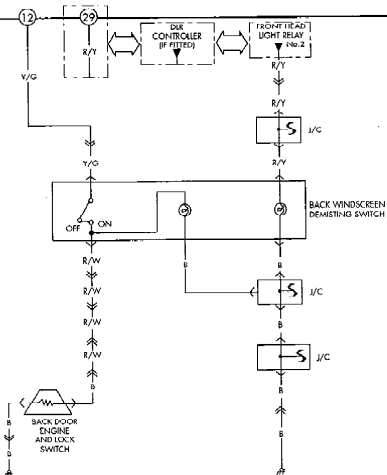 12
29
DLR
CONTROLLER
(IF FITTED)
FRONT HEAD
LIGHT RELAY
No.2
R/Y
R/Y
Y/G
R/Y
J/C
Y/G
R/Y
BACK WINDSCREEN
DEMISTING SWITCH
OFF
ON
R/W
B
B
R/W
J/C
R/W
B
R/W
J/C
B
B
BACK DOOR
ENGINE
AND LOCK
SWITCH
B
B